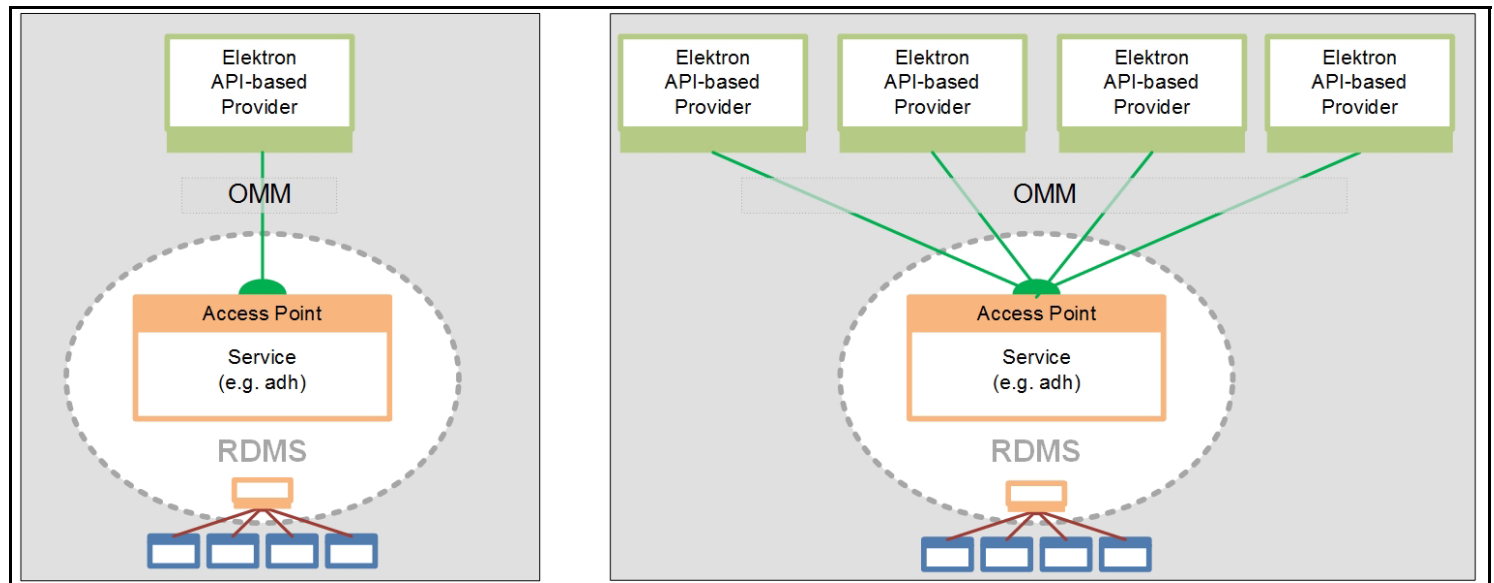 Elektron
API-based
Provider
OMM
Access Point
Service
(e.g. adh)
RDMS
Elektron
API-based
Provider
Elektron
API-based
Provider
Elektron
API-based
Provider
Elektron
API-based
Provider
OMM
Access Point
Service
(e.g. adh)
RDMS